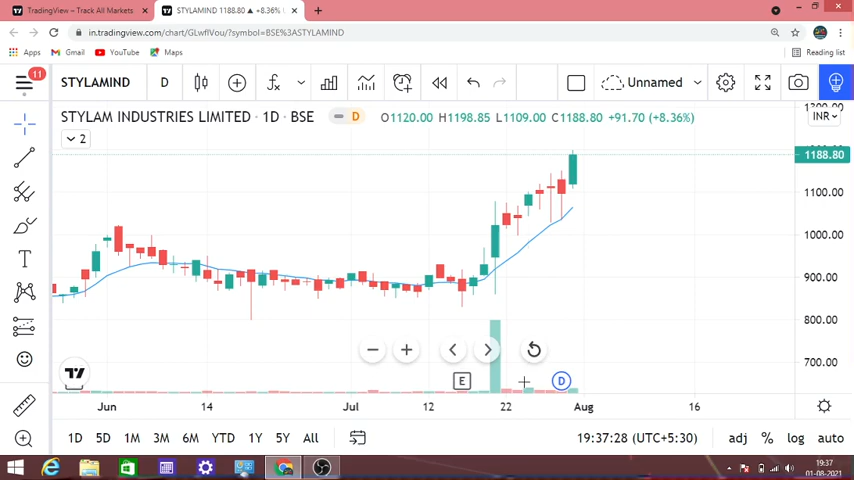 TradingView – Track All Markets
STYLAMIND 1188.80 ▲ +8.36%
in.tradingview.com/chart/GLwflVou/?symbol=BSE%3ASTYLAMIND
Apps
Gmail
YouTube
Maps
Reading list
11
STYLAMIND
D
Unnamed
STYLAM INDUSTRIES LIMITED · 1D · BSE
D
O1120.00 H1198.85 L1109.00 C1188.80 +91.70 (+8.36%)
INR
2
1188.80
1100.00
1000.00
900.00
800.00
700.00
E
D
Jun
14
Jul
12
22
Aug
16
1D 5D 1M 3M 6M YTD 1Y 5Y All
19:37:28 (UTC+5:30)
adj % log auto
19:37
01-08-2021